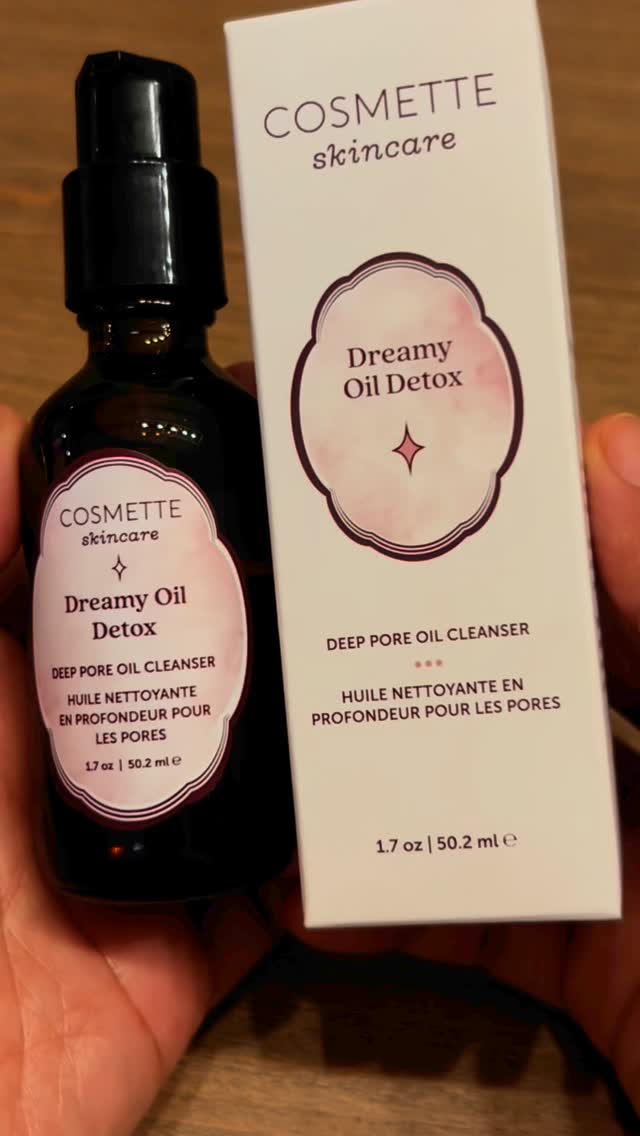 COSMETTE
skincare
Dreamy Oil
Detox
DEEP PORE OIL CLEANSER
HUILE NETTOYANTE
EN PROFONDEUR POUR
LES PORES
1.7 oz | 50.2 ml ℮
COSMETTE
skincare
Dreamy
Oil Detox
DEEP PORE OIL CLEANSER
HUILE NETTOYANTE EN
PROFONDEUR POUR LES PORES
1.7 oz | 50.2 ml ℮